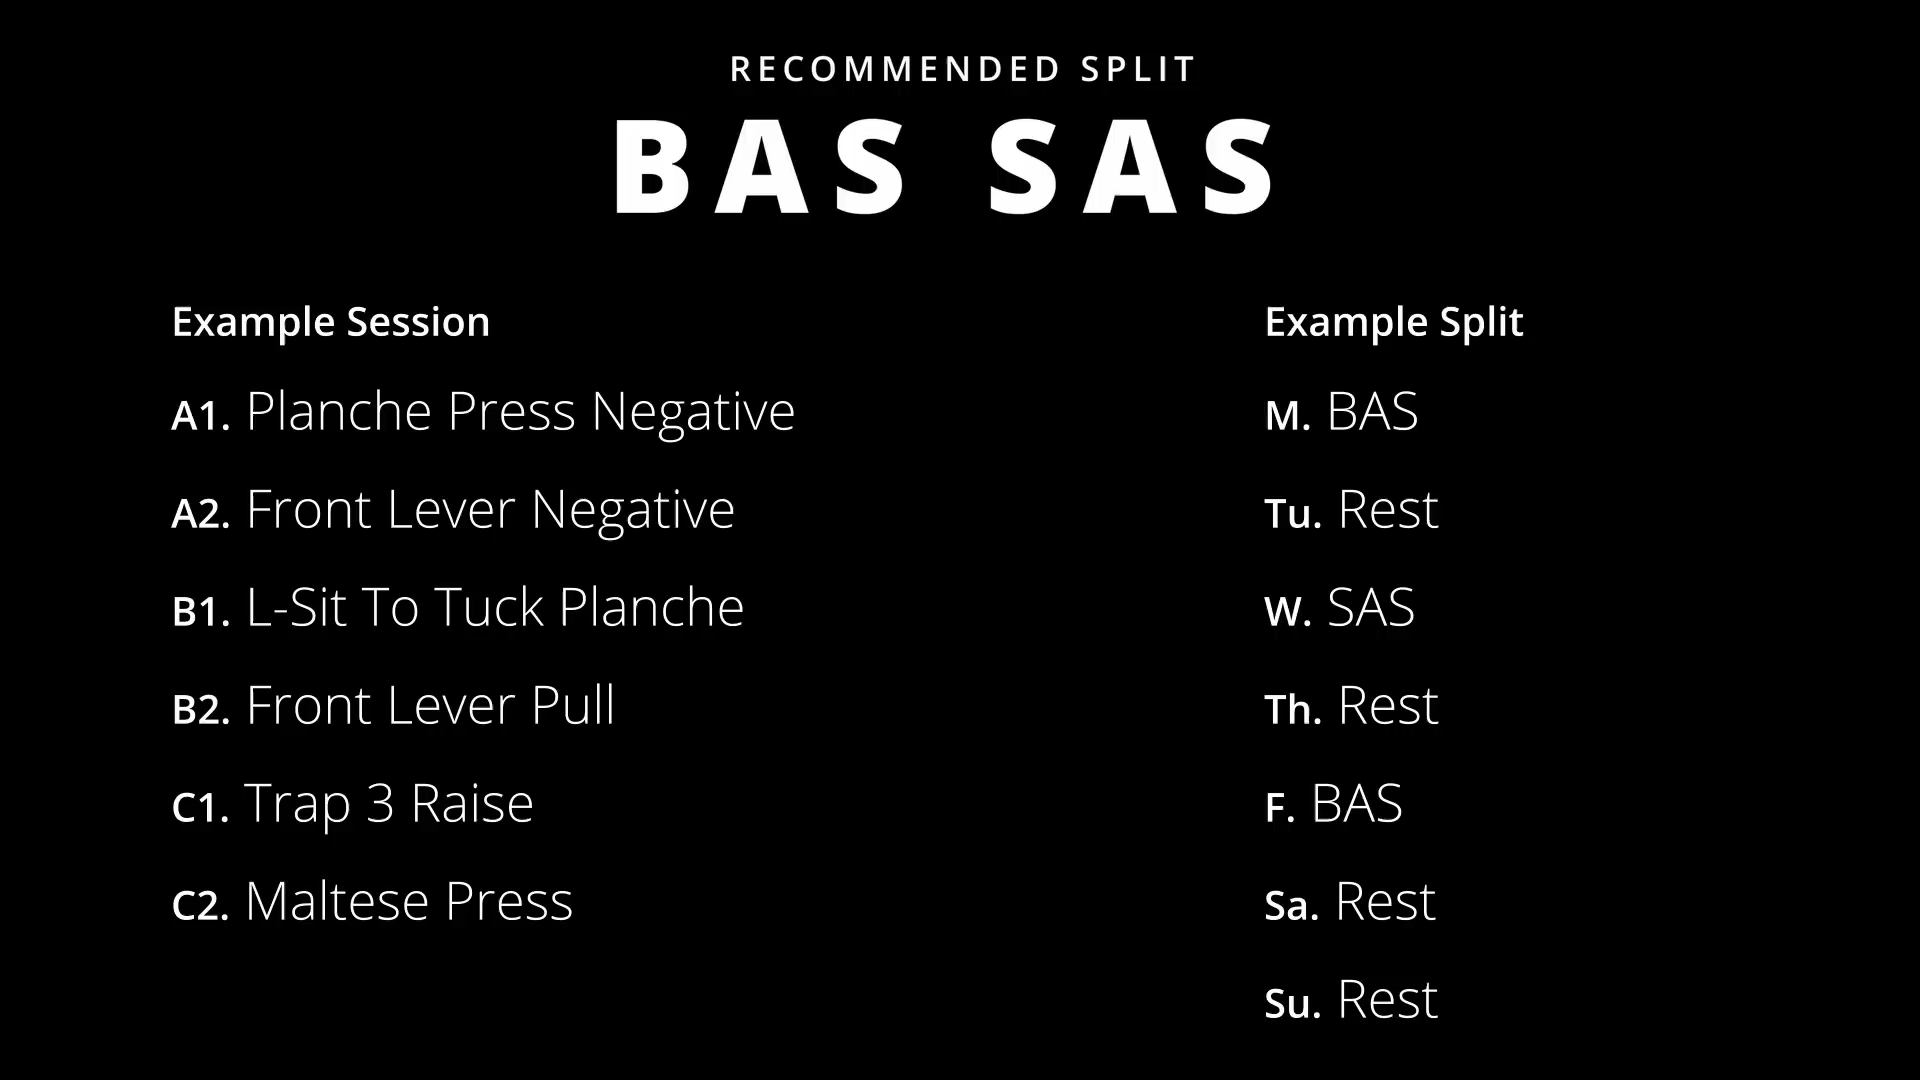 RECOMMENDED SPLIT
BAS SAS
Example Session
A1. Planche Press Negative
A2. Front Lever Negative
B1. L-Sit To Tuck Planche
B2. Front Lever Pull
C1. Trap 3 Raise
C2. Maltese Press
Example Split
M. BAS
Tu. Rest
W. SAS
Th. Rest
F. BAS
Sa. Rest
Su. Rest